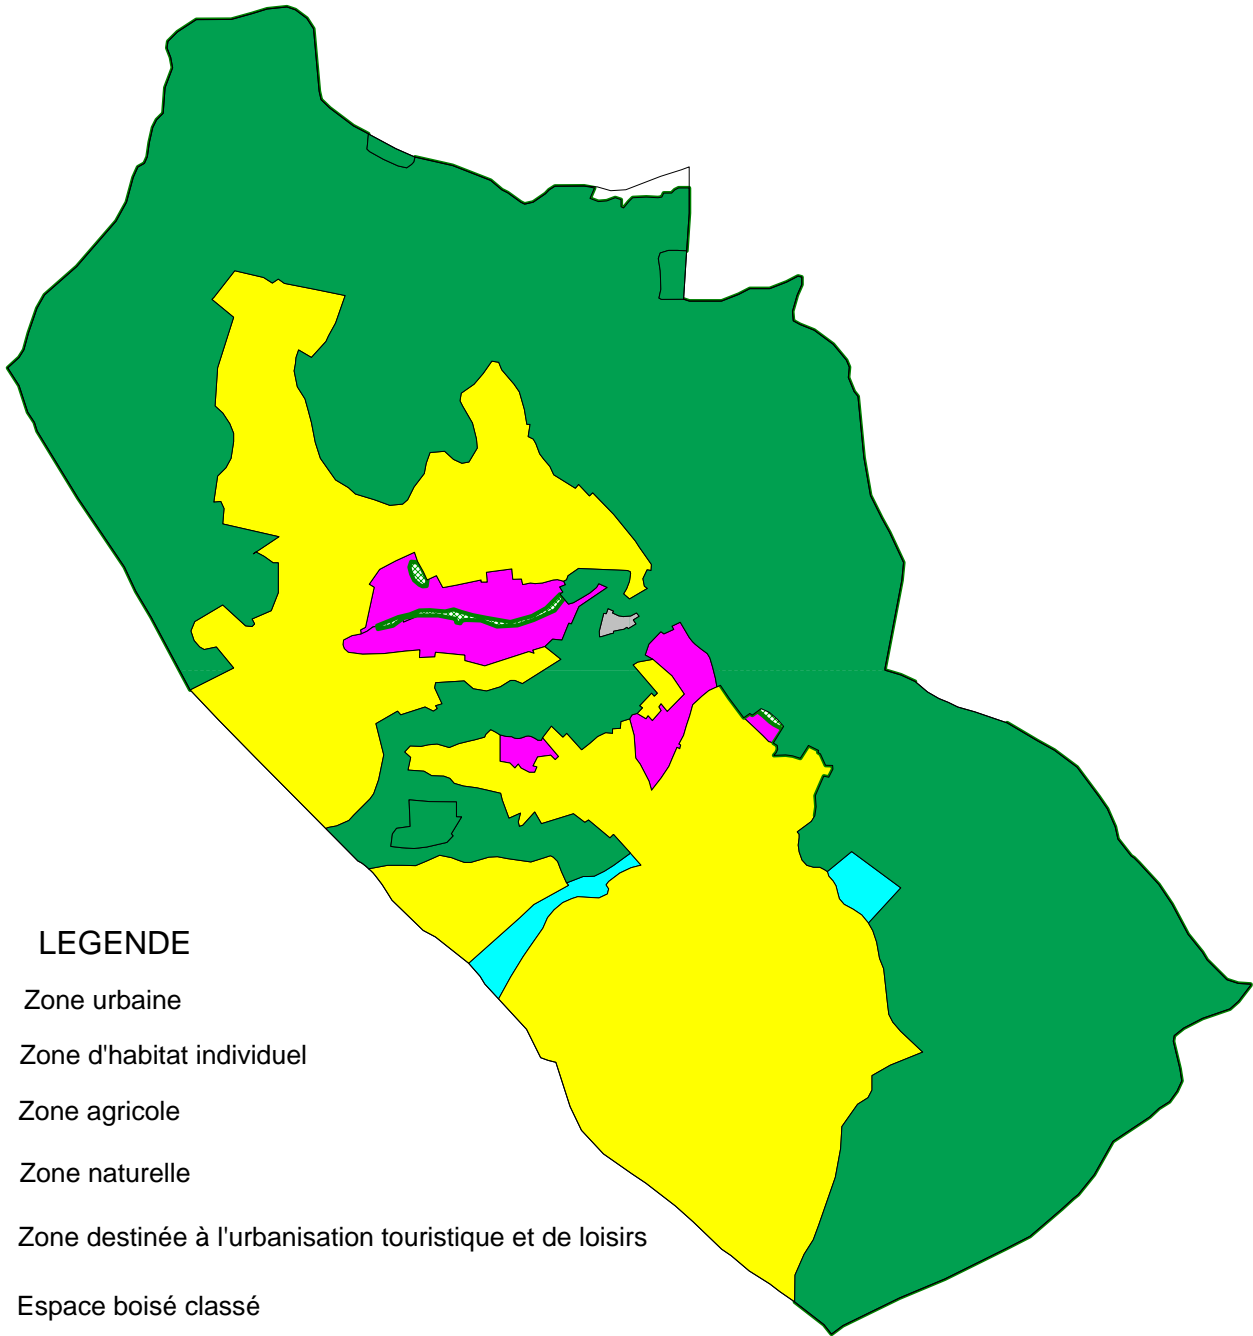 LEGENDE
Zone urbaine
Zone d'habitat individuel
Zone agricole
Zone naturelle
Zone destinée à l'urbanisation touristique et de loisirs
Espace boisé classé